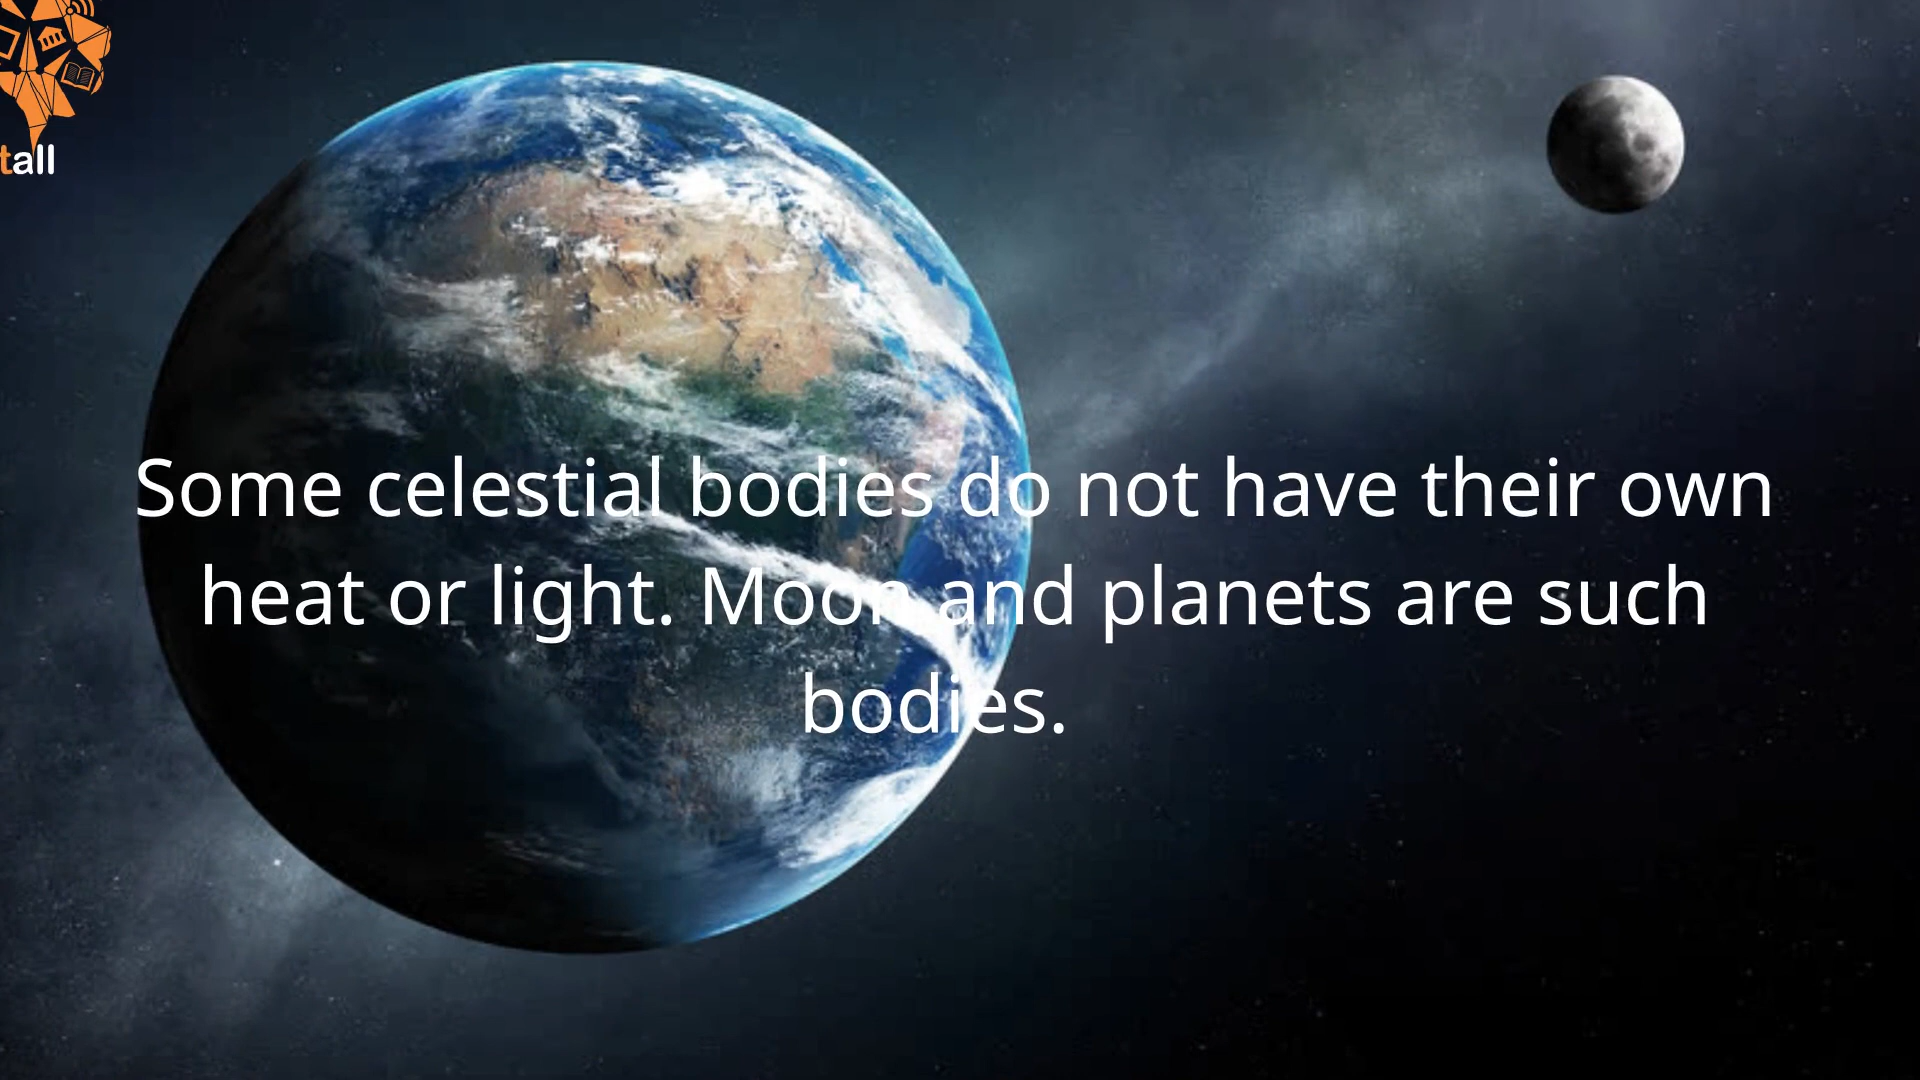 tall
Some celestial bodies do not have their own
heat or light. Moon and planets are such
bodies.